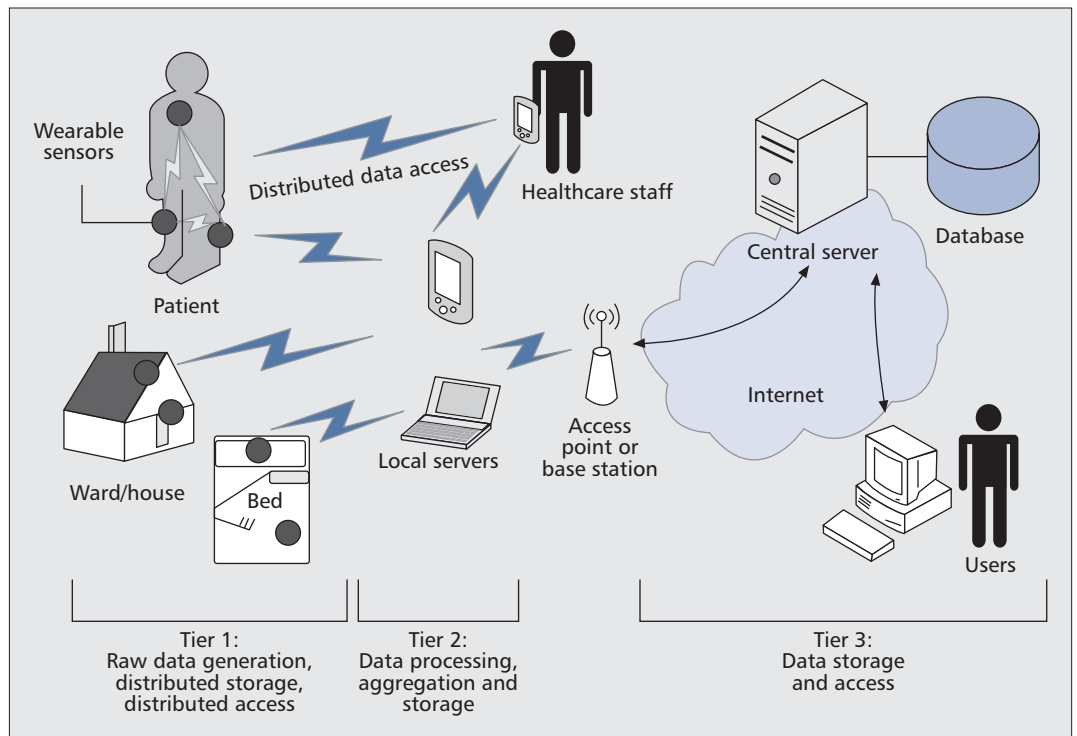 Wearable
sensors
Distributed data access
Healthcare staff
Patient
Central server
Database
Internet
Access
point or
base station
Local servers
Ward/house
Bed
Users
Tier 1:
Raw data generation,
distributed storage,
distributed access
Tier 2:
Data processing,
aggregation and
storage
Tier 3:
Data storage
and access